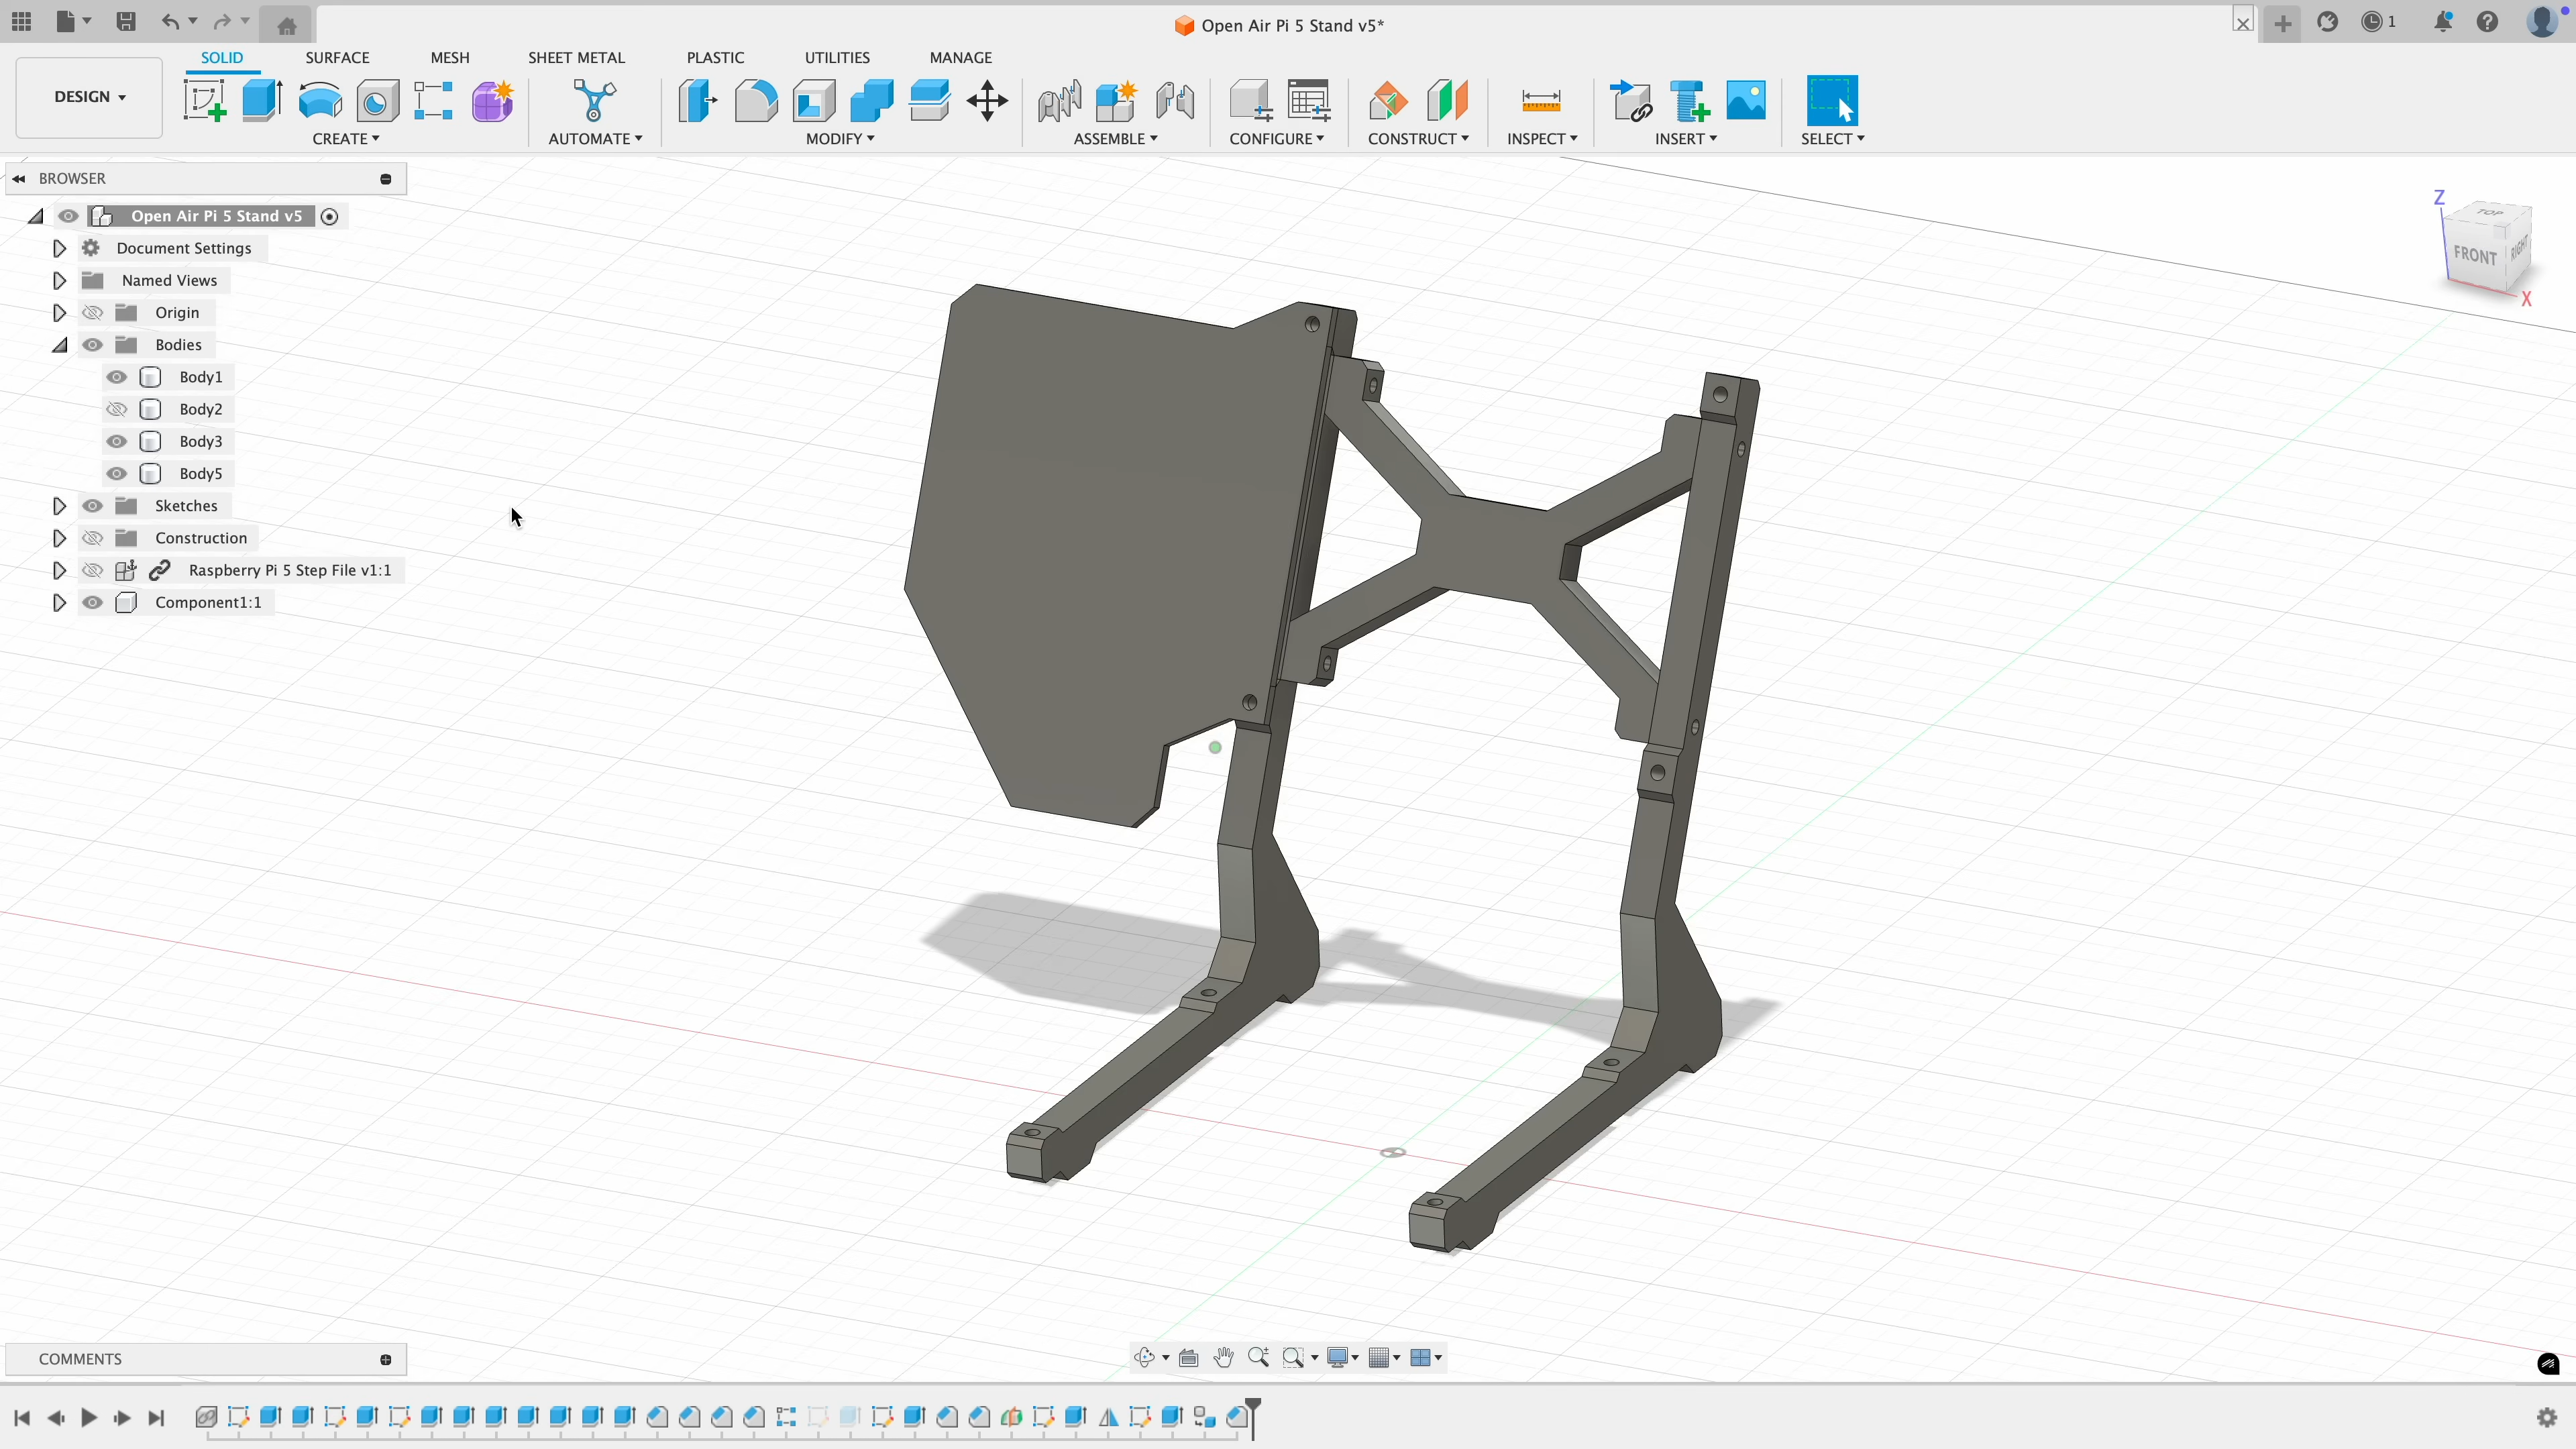 Open Air Pi 5 Stand v5*
1
SOLID SURFACE MESH SHEET METAL PLASTIC UTILITIES MANAGE
DESIGN
CREATE AUTOMATE MODIFY ASSEMBLE CONFIGURE CONSTRUCT INSPECT INSERT SELECT
BROWSER
Open Air Pi 5 Stand v5
Document Settings
Named Views
Origin
Bodies
Body1
Body2
Body3
Body5
Sketches
Construction
Raspberry Pi 5 Step File v1:1
Component1:1
Z
TOP
FRONT
RIGHT
X
COMMENTS